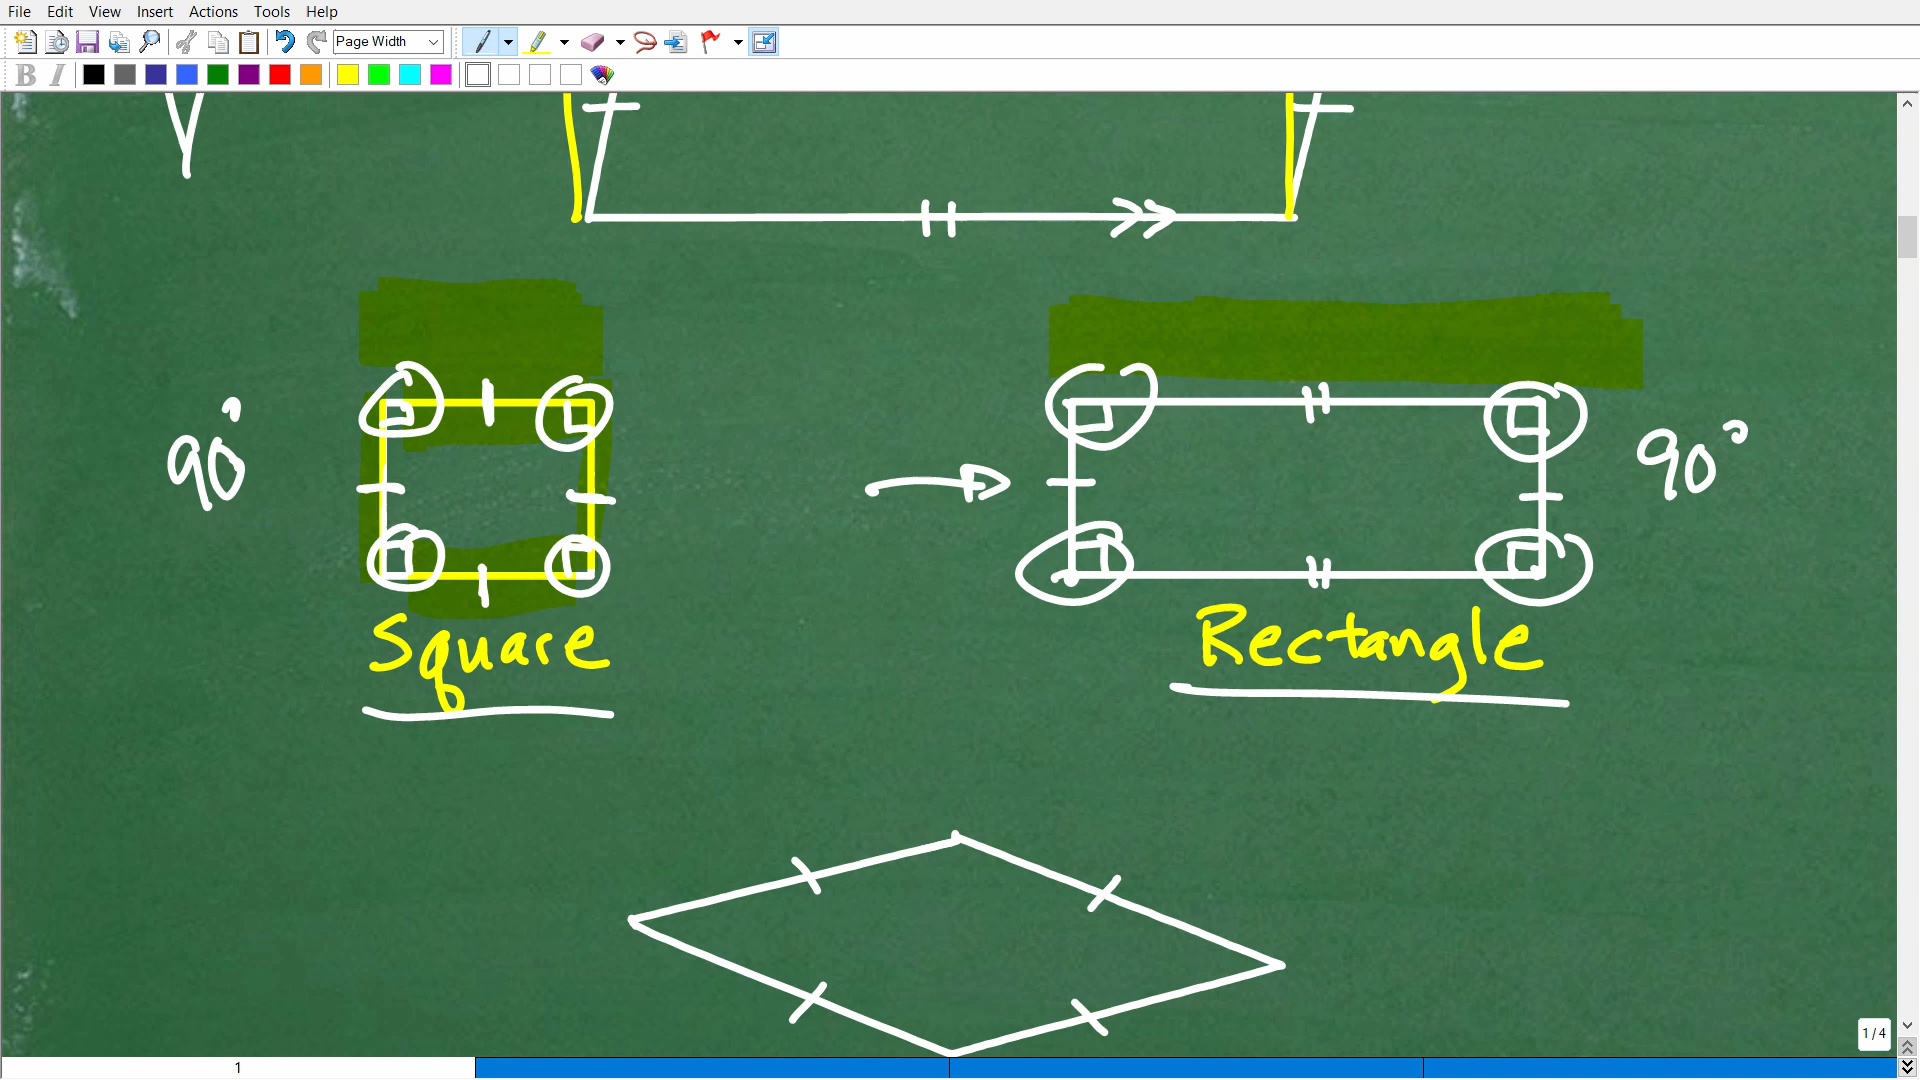 File Edit View Insert Actions Tools Help
Page Width
B I
90°
90°
Square
Rectangle
1 / 4
1